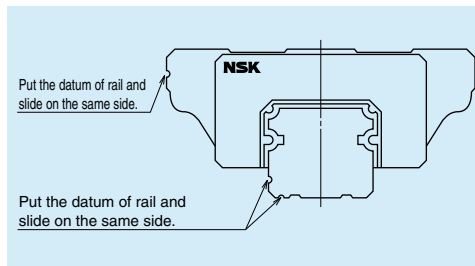 NSK
Put the datum of rail and
slide on the same side.
Put the datum of rail and
slide on the same side.